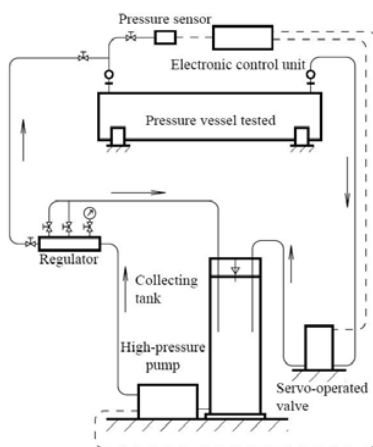 Pressure sensor
Electronic control unit
Pressure vessel tested
Regulator
Collecting
tank
High-pressure
pump
Servo-operated
valve